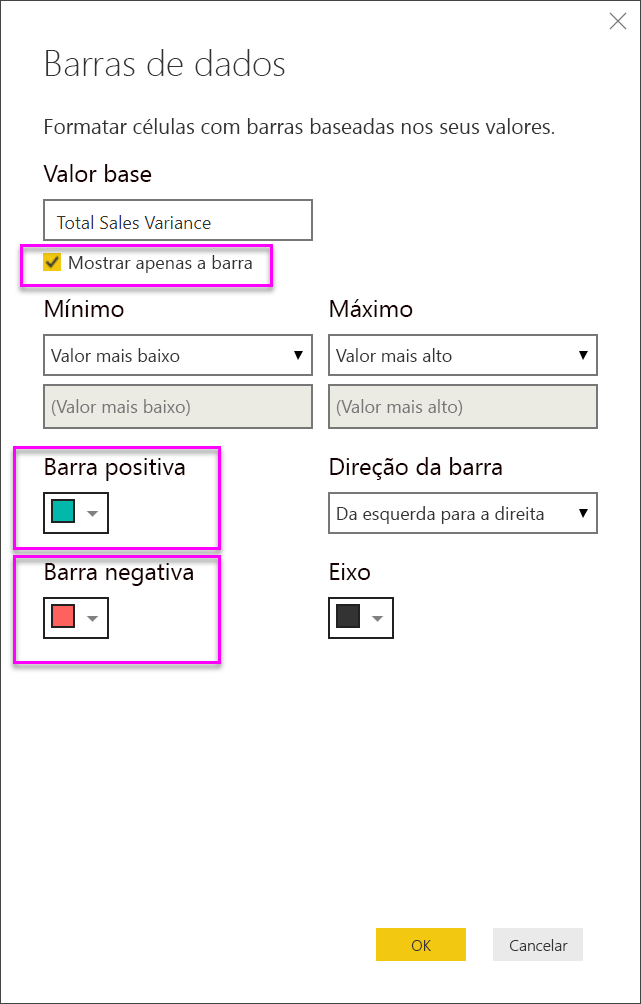 Barras de dados
Formatar células com barras baseadas nos seus valores.
Valor base
Total Sales Variance
Mostrar apenas a barra
Mínimo
Máximo
Valor mais baixo
Valor mais alto
(Valor mais baixo)
(Valor mais alto)
Barra positiva
Direção da barra
Da esquerda para a direita
Barra negativa
Eixo
OK
Cancelar